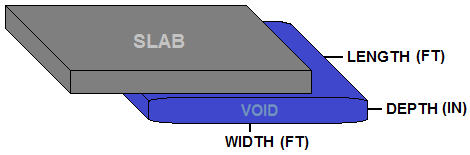 SLAB
LENGTH (FT)
VOID
DEPTH (IN)
WIDTH (FT)